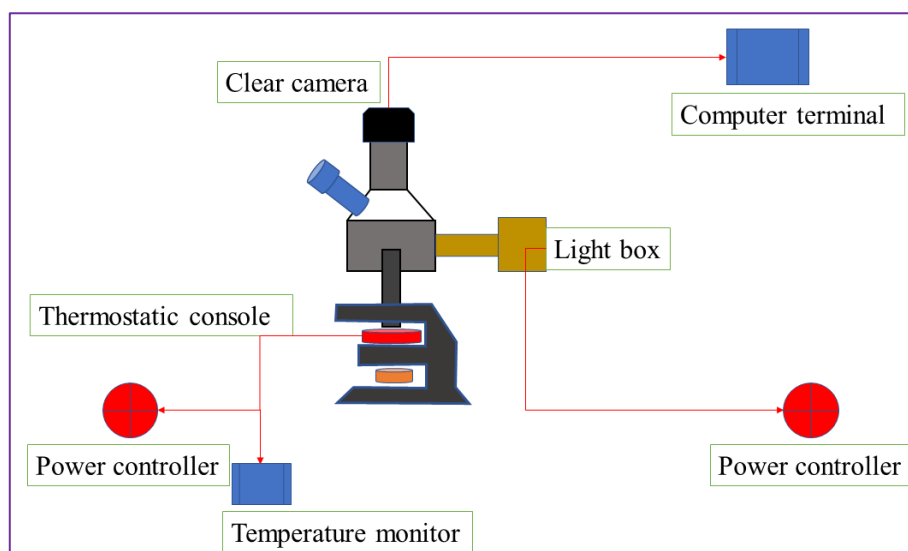 Clear camera
Computer terminal
Light box
Thermostatic console
Power controller
Power controller
Temperature monitor